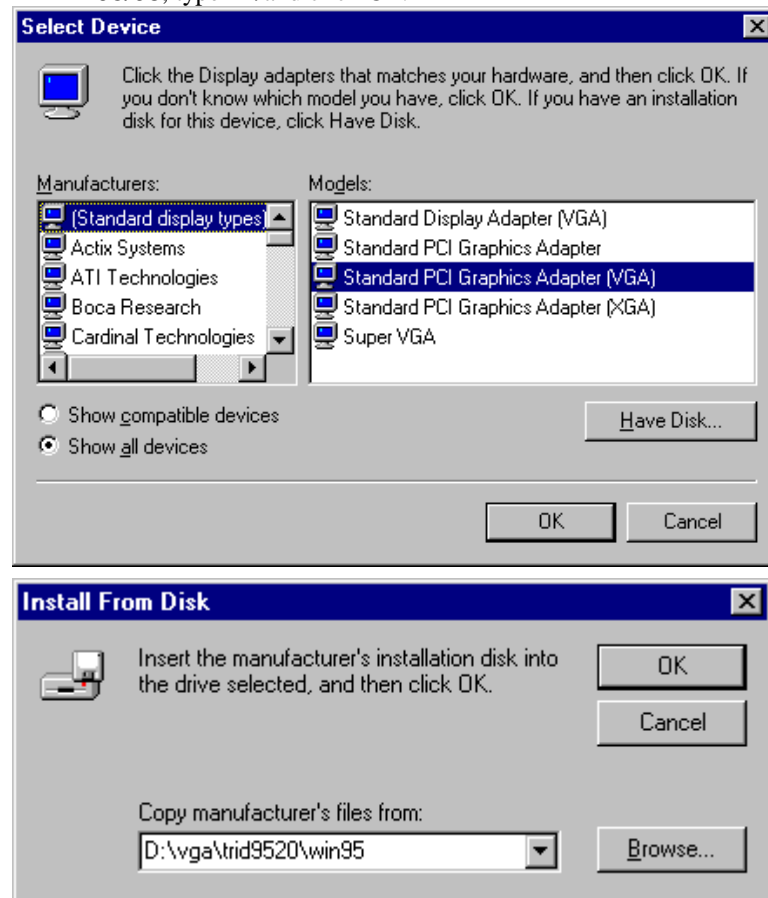 Select Device
Click the Display adapters that matches your hardware, and then click OK. If
you don't know which model you have, click OK. If you have an installation
disk for this device, click Have Disk.
Manufacturers:
(Standard display types)
Actix Systems
ATI Technologies
Boca Research
Cardinal Technologies
Models:
Standard Display Adapter (VGA)
Standard PCI Graphics Adapter
Standard PCI Graphics Adapter (VGA)
Standard PCI Graphics Adapter (XGA)
Super VGA
Show compatible devices
Show all devices
Have Disk...
OK
Cancel
Install From Disk
Insert the manufacturer's installation disk into
the drive selected, and then click OK.
OK
Cancel
Copy manufacturer's files from:
D:\vga\trid9520\win95
Browse...